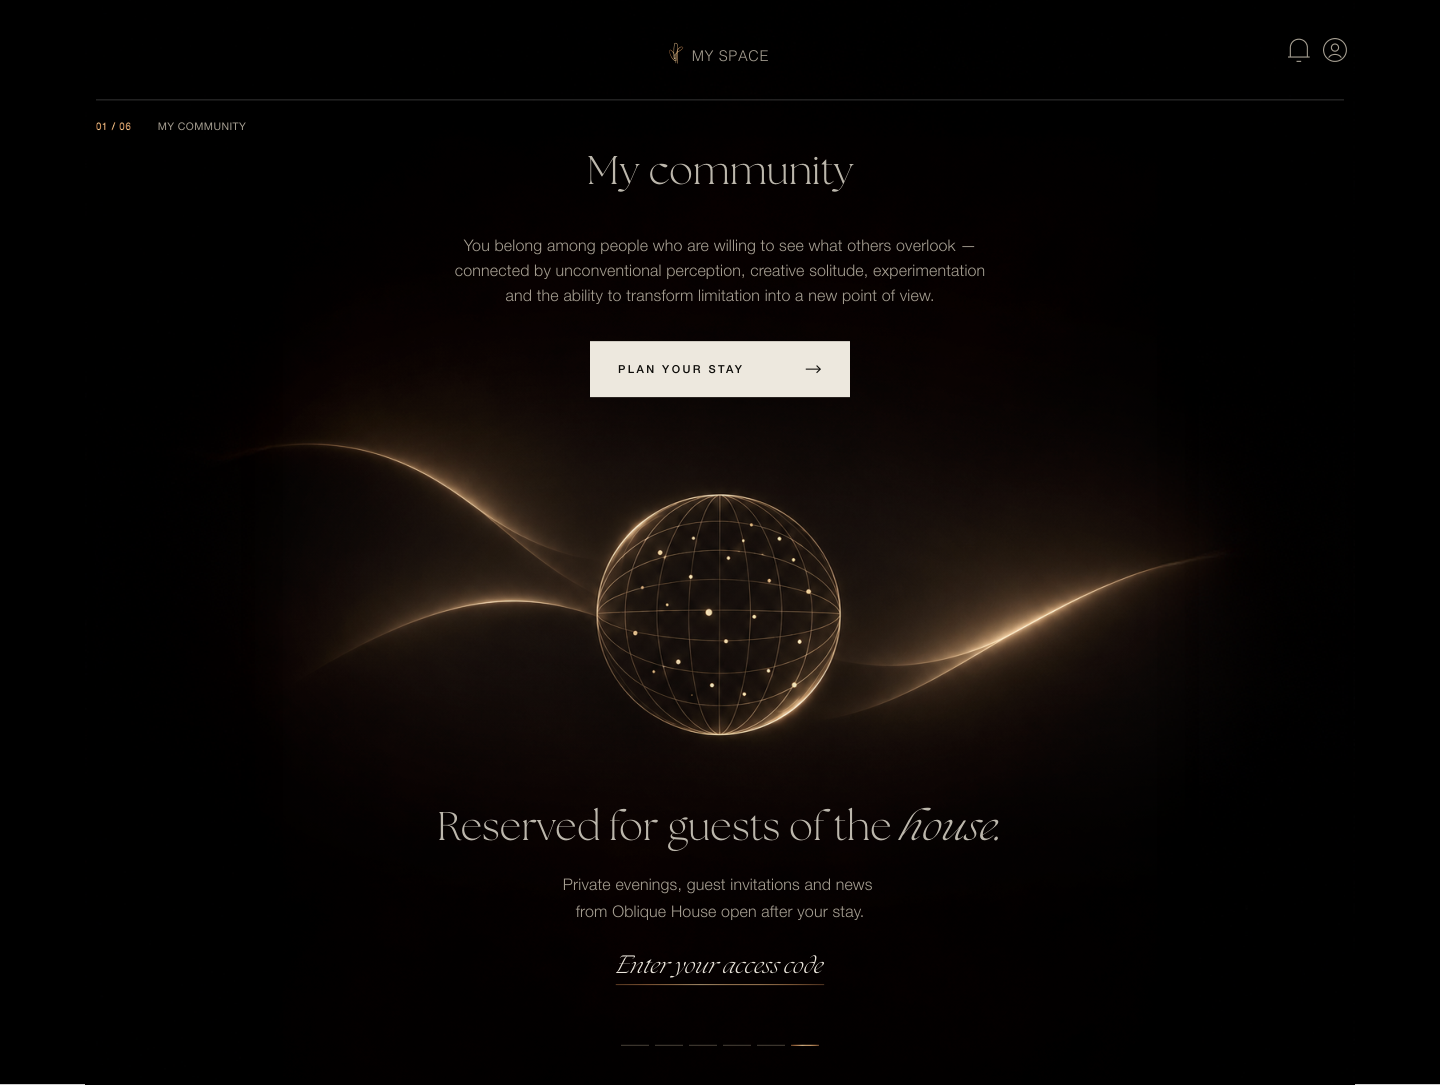 MY SPACE
01 / 06 MY COMMUNITY
My community
You belong among people who are willing to see what others overlook —
connected by unconventional perception, creative solitude, experimentation
and the ability to transform limitation into a new point of view.
PLAN YOUR STAY →
Reserved for guests of the house.
Private evenings, guest invitations and news
from Oblique House open after your stay.
Enter your access code